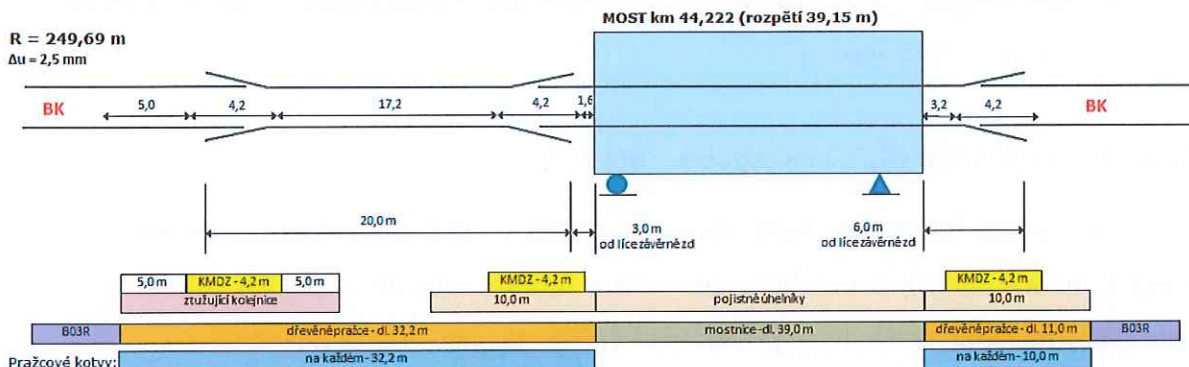 MOST km 44,222 (rozpětí 39,15 m)
R = 249,69 m
Δu = 2,5 mm
BK 5,0 4,2 17,2 4,2 1,6 3,2 4,2 BK
20,0 m 3,0 m 6,0 m
od líce závěrné zd od líce závěrné zd
5,0 m KMDZ - 4,2 m 5,0 m KMDZ - 4,2 m KMDZ - 4,2 m
ztužující kolejnice 10,0 m pojistné úhelníky 10,0 m
B03R dřevěné pražce - dl. 32,2 m mostnice - dl. 39,0 m dřevěné pražce - dl. 11,0 m B03R
Pražcové kotvy: na každém - 32,2 m na každém - 10,0 m